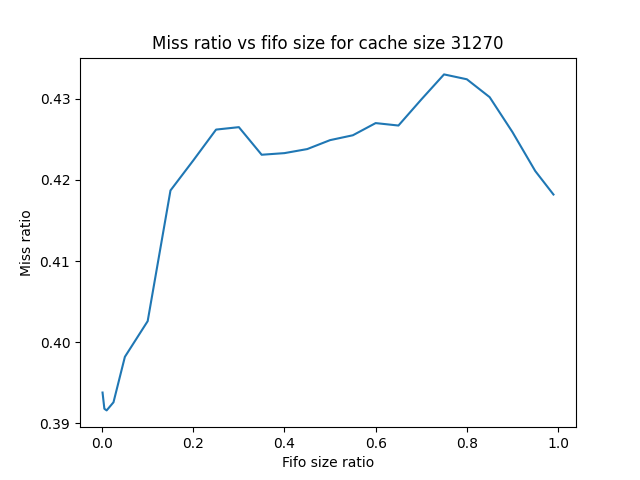 Miss ratio vs fifo size for cache size 31270
0.43
0.42
0.41
0.40
0.39
Miss ratio
0.0 0.2 0.4 0.6 0.8 1.0
Fifo size ratio